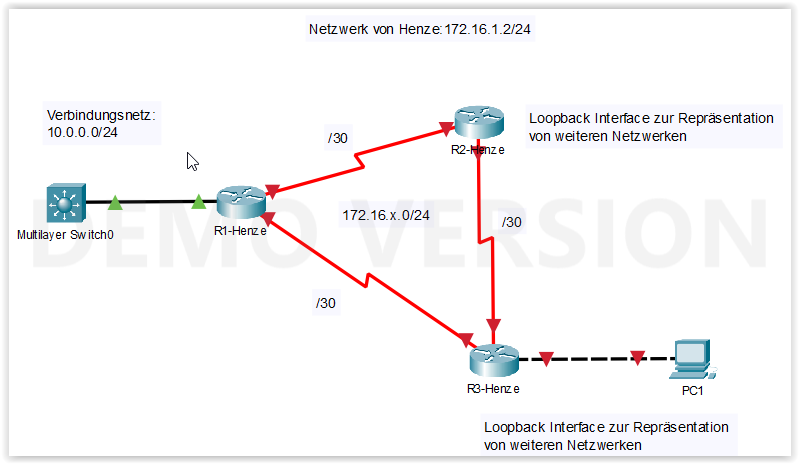 Netzwerk von Henze:172.16.1.2/24
Verbindungsnetz:
10.0.0.0/24
Loopback Interface zur Repräsentation
von weiteren Netzwerken
/30
R2-Henze
Multilayer Switch0
R1-Henze
172.16.x.0/24
/30
DEMO VERSION
/30
R3-Henze
PC1
Loopback Interface zur Repräsentation
von weiteren Netzwerken